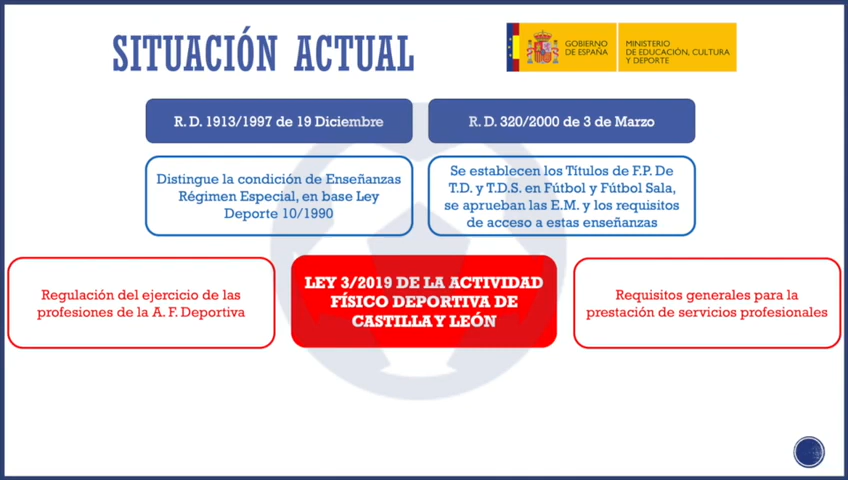 SITUACIÓN ACTUAL
GOBIERNO
DE ESPAÑA
MINISTERIO
DE EDUCACIÓN, CULTURA
Y DEPORTE
R. D. 1913/1997 de 19 Diciembre
R. D. 320/2000 de 3 de Marzo
Distingue la condición de Enseñanzas
Régimen Especial, en base Ley
Deporte 10/1990
Se establecen los Títulos de F.P. De
T.D. y T.D.S. en Fútbol y Fútbol Sala,
se aprueban las E.M. y los requisitos
de acceso a estas enseñanzas
Regulación del ejercicio de las
profesiones de la A. F. Deportiva
LEY 3/2019 DE LA ACTIVIDAD
FÍSICO DEPORTIVA DE
CASTILLA Y LEÓN
Requisitos generales para la
prestación de servicios profesionales